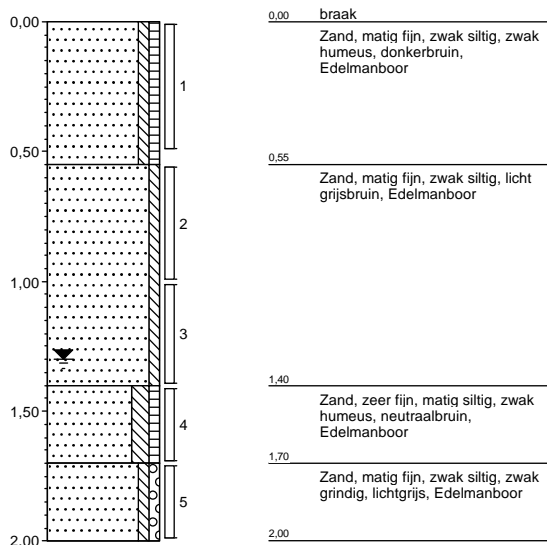 0,00
0,50
1,00
1,50
2,00
1
2
3
4
5
0,00
braak
Zand, matig fijn, zwak siltig, zwak
humeus, donkerbruin,
Edelmanboor
0,55
Zand, matig fijn, zwak siltig, licht
grijsbruin, Edelmanboor
1,40
Zand, zeer fijn, matig siltig, zwak
humeus, neutraalbruin,
Edelmanboor
1,70
Zand, matig fijn, zwak siltig, zwak
grindig, lichtgrijs, Edelmanboor
2,00